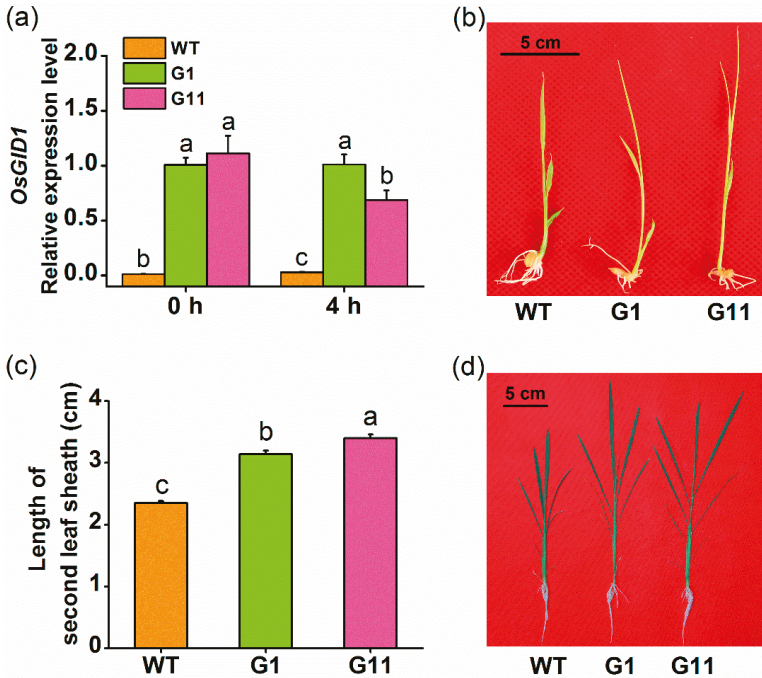 (a)
OsGID1
Relative expression level
2.0
1.5
1.0
0.5
0.0
WT
G1
G11
b
a
a
c
a
b
0 h
4 h
(b)
5 cm
WT
G1
G11
(c)
Length of
second leaf sheath (cm)
4
3
2
1
0
c
b
a
WT
G1
G11
(d)
5 cm
WT
G1
G11